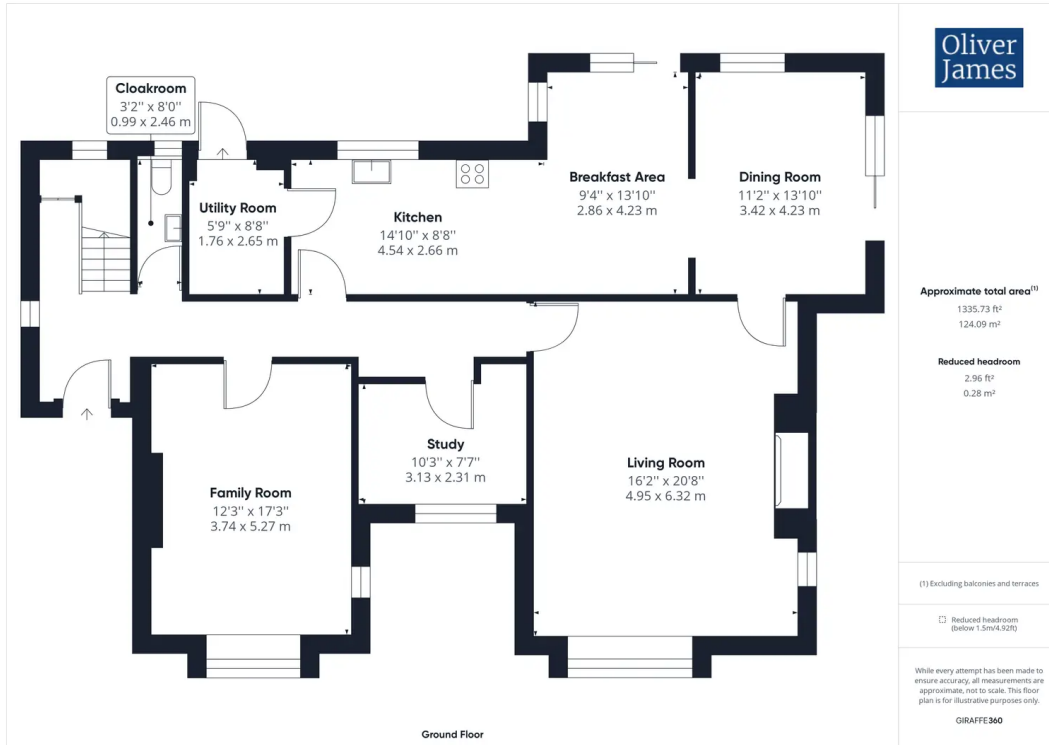 Cloakroom
3'2'' x 8'0''
0.99 x 2.46 m
Utility Room
5'9'' x 8'8''
1.76 x 2.65 m
Kitchen
14'10'' x 8'8''
4.54 x 2.66 m
Breakfast Area
9'4'' x 13'10''
2.86 x 4.23 m
Dining Room
11'2'' x 13'10''
3.42 x 4.23 m
Family Room
12'3'' x 17'3''
3.74 x 5.27 m
Study
10'3'' x 7'7''
3.13 x 2.31 m
Living Room
16'2'' x 20'8''
4.95 x 6.32 m
Ground Floor
Oliver
James
Approximate total area(1)
1335.73 ft²
124.09 m²
Reduced headroom
2.96 ft²
0.28 m²
(1) Excluding balconies and terraces
Reduced headroom
(below 1.5m/4.92ft)
While every attempt has been made to
ensure accuracy, all measurements are
approximate, not to scale. This floor
plan is for illustrative purposes only.
GIRAFFE360